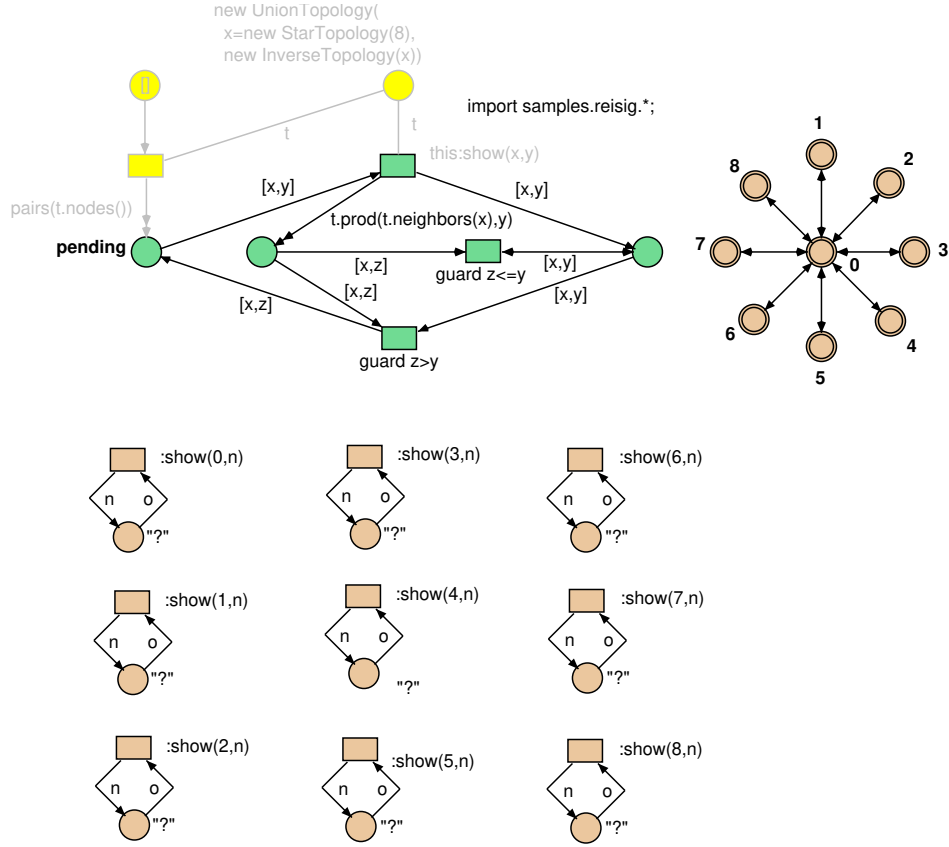 new UnionTopology(
x=new StarTopology(8),
new InverseTopology(x))
[]
import samples.reisig.*;
t
t
this:show(x,y)
[x,y]
[x,y]
pairs(t.nodes())
t.prod(t.neighbors(x),y)
pending
[x,z]
[x,y]
guard z<=y
[x,z]
[x,y]
[x,z]
guard z>y
1
2
8
7
3
0
6
4
5
:show(0,n)
n
o
"?"
:show(3,n)
n
o
"?"
:show(6,n)
n
o
"?"
:show(1,n)
n
o
"?"
:show(4,n)
n
o
"?"
:show(7,n)
n
o
"?"
:show(2,n)
n
o
"?"
:show(5,n)
n
o
"?"
:show(8,n)
n
o
"?"